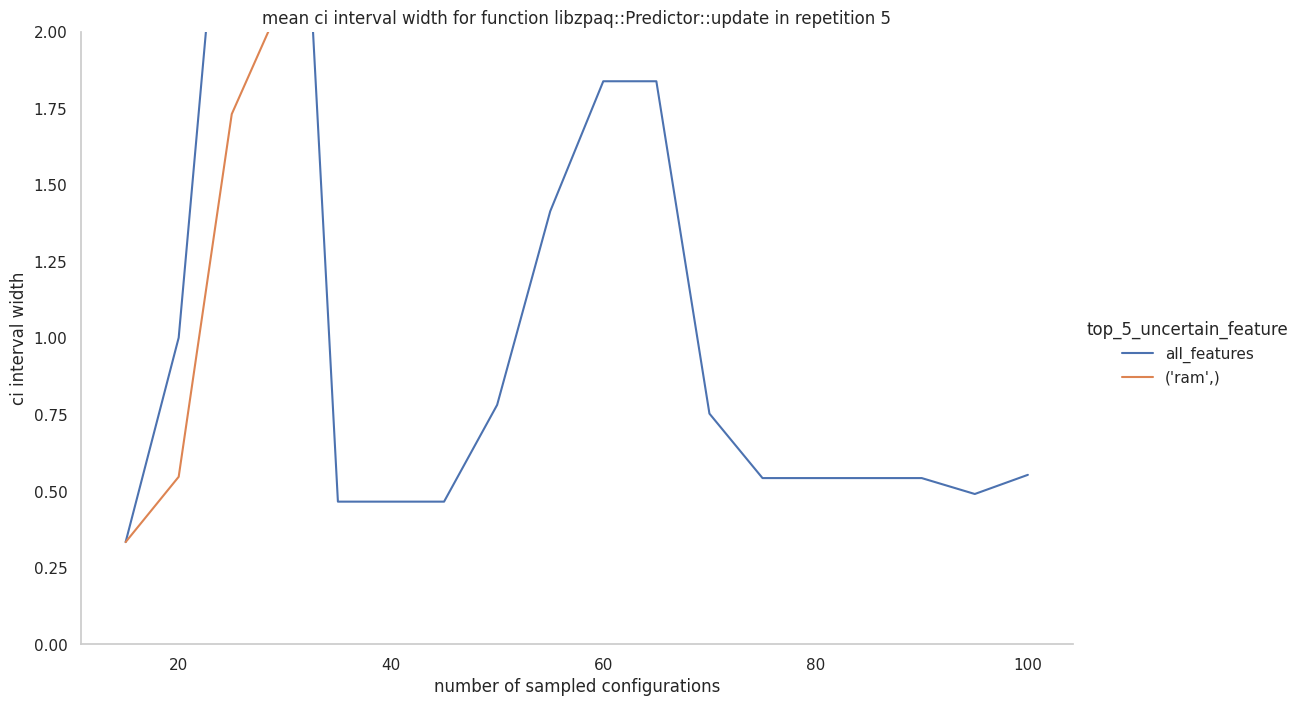 mean ci interval width for function libzpaq::Predictor::update in repetition 5
2.00
1.75
1.50
1.25
1.00
0.75
0.50
0.25
0.00
ci interval width
20
40
60
80
100
number of sampled configurations
top_5_uncertain_feature
all_features
('ram',)